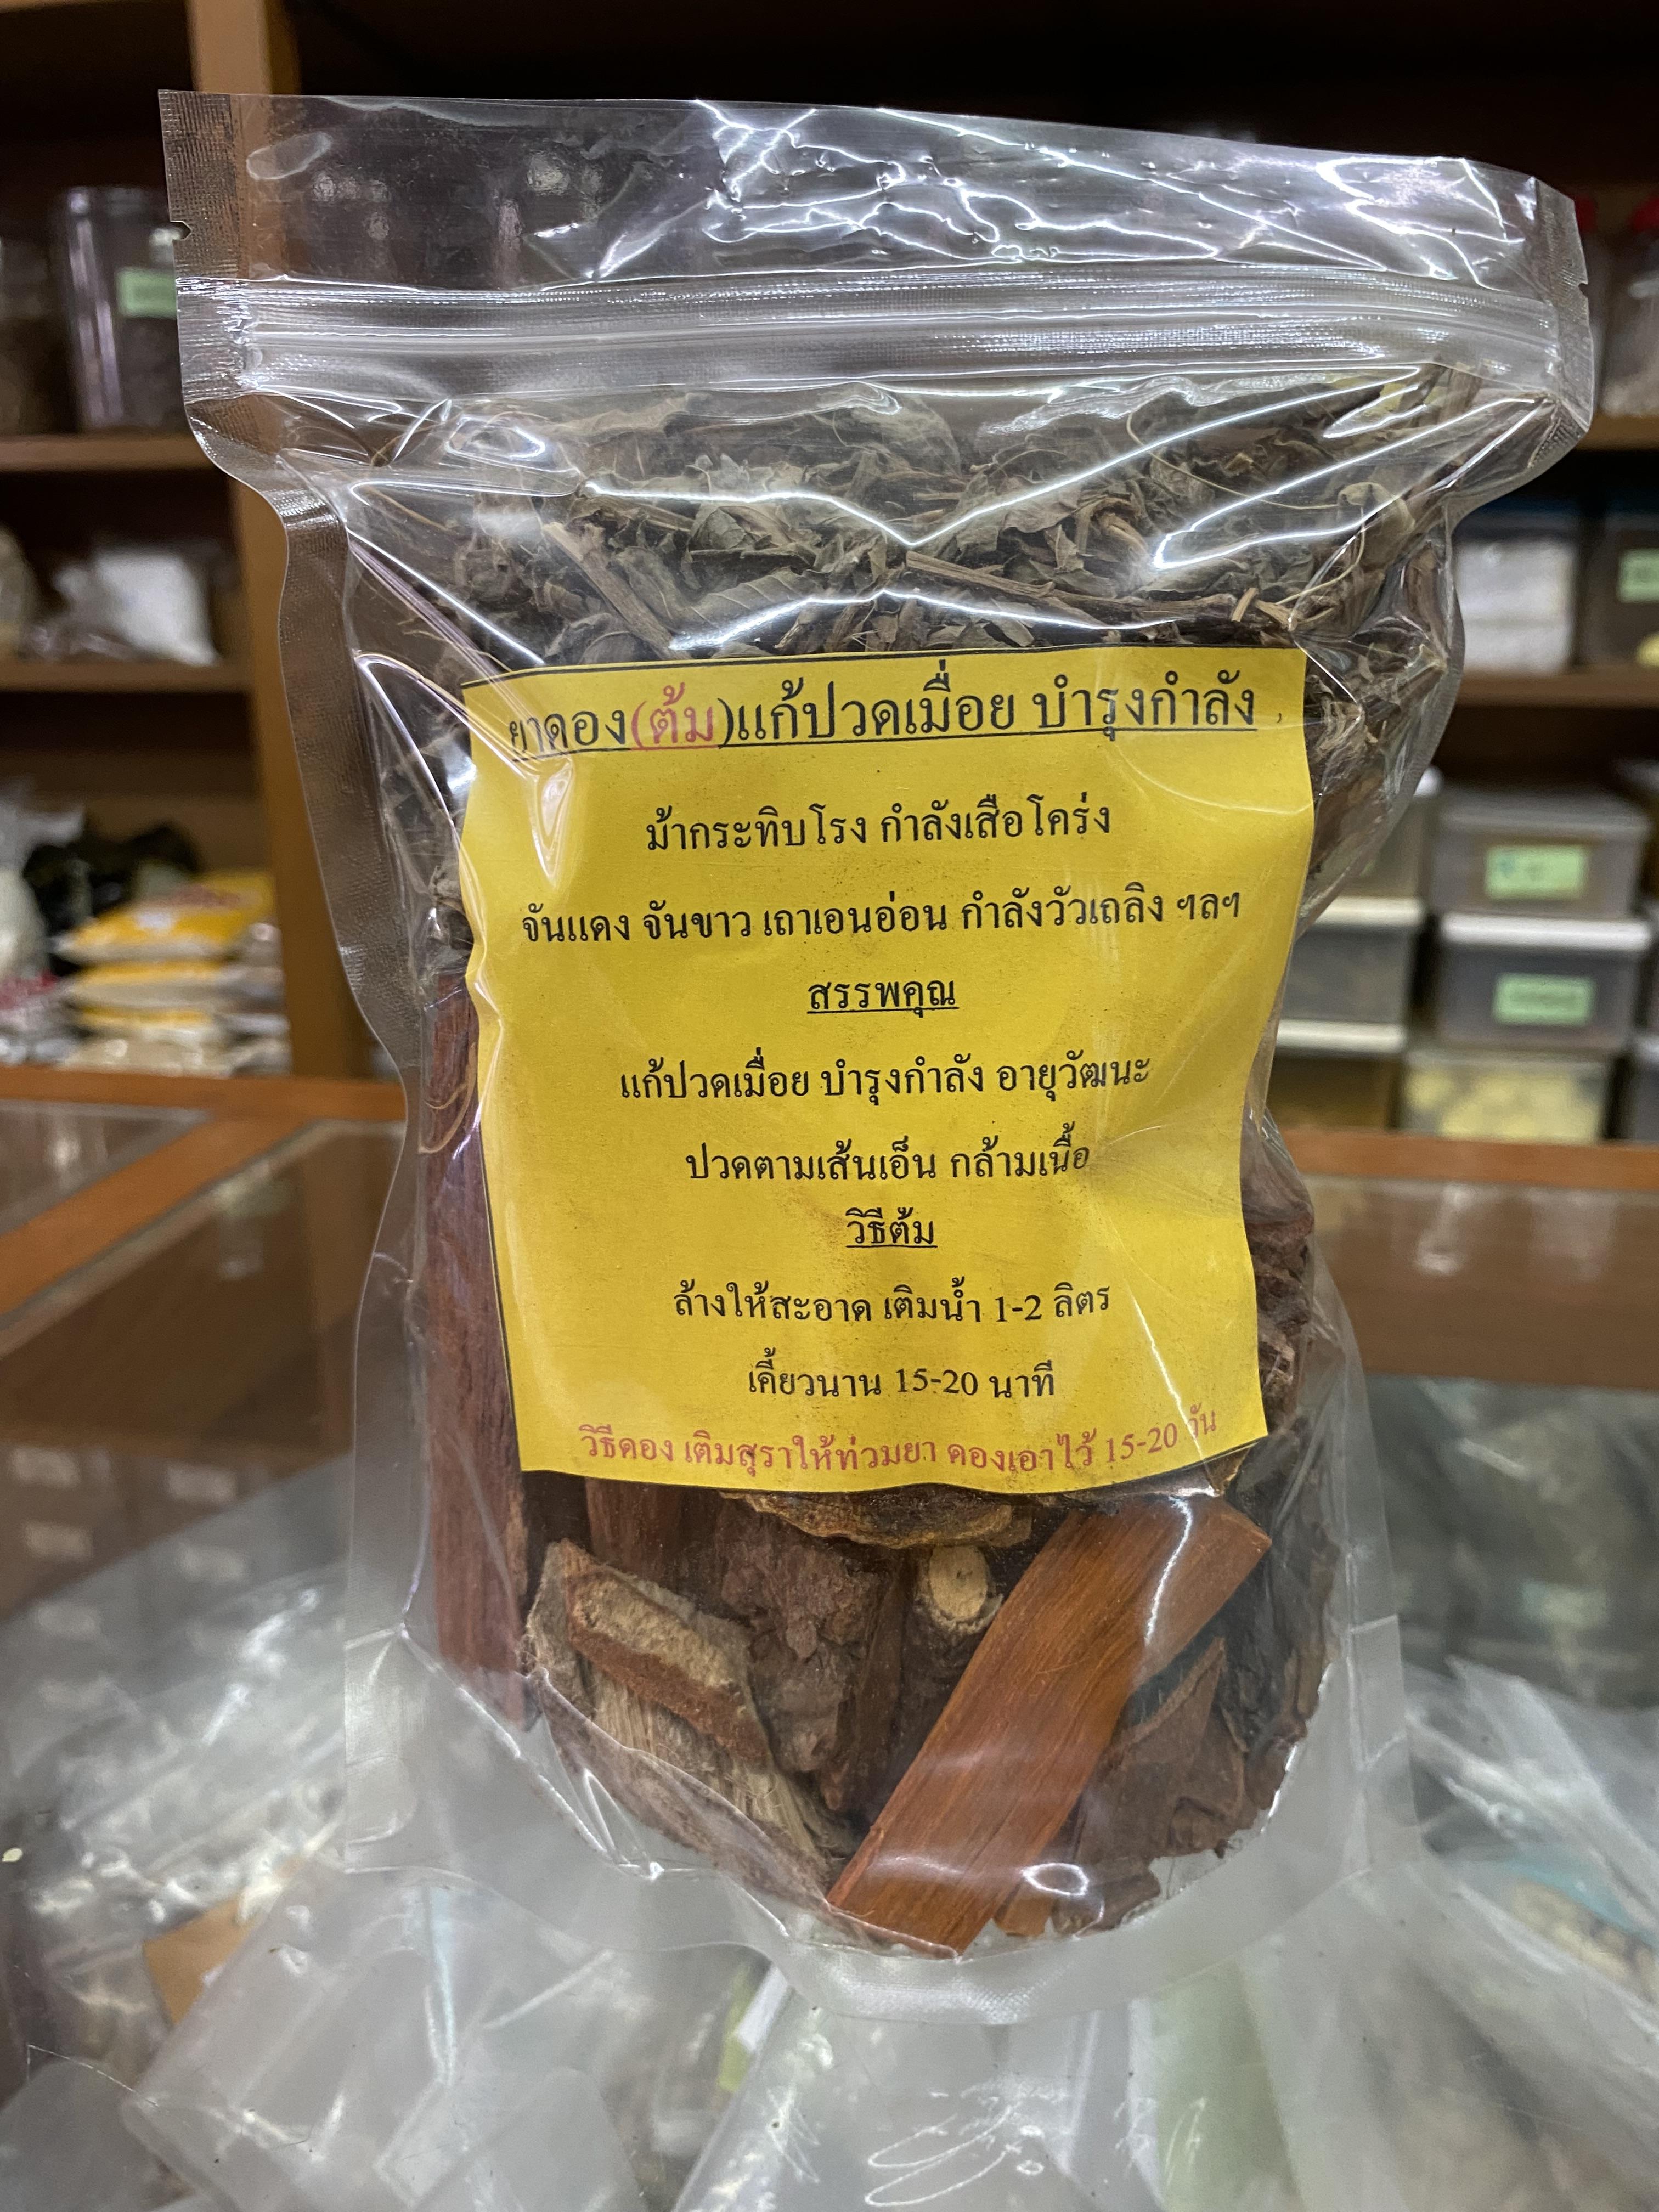 ยาดอง(ต้ม)แก้ปวดเมื่อย บำรุงกำลัง
ม้ากระทิบโรง กำลังเสือโคร่ง
จันแดง จันขาว เถาเอนอ่อน กำลังวัวเถลิง ฯลฯ
สรรพคุณ
แก้ปวดเมื่อย บำรุงกำลัง อายุวัฒนะ
ปวดตามเส้นเอ็น กล้ามเนื้อ
วิธีต้ม
ล้างให้สะอาด เติมน้ำ 1-2 ลิตร
เคี้ยวนาน 15-20 นาที
วิธีดอง เติมสุราให้ท่วมยา ดองเอาไว้ 15-20 วัน